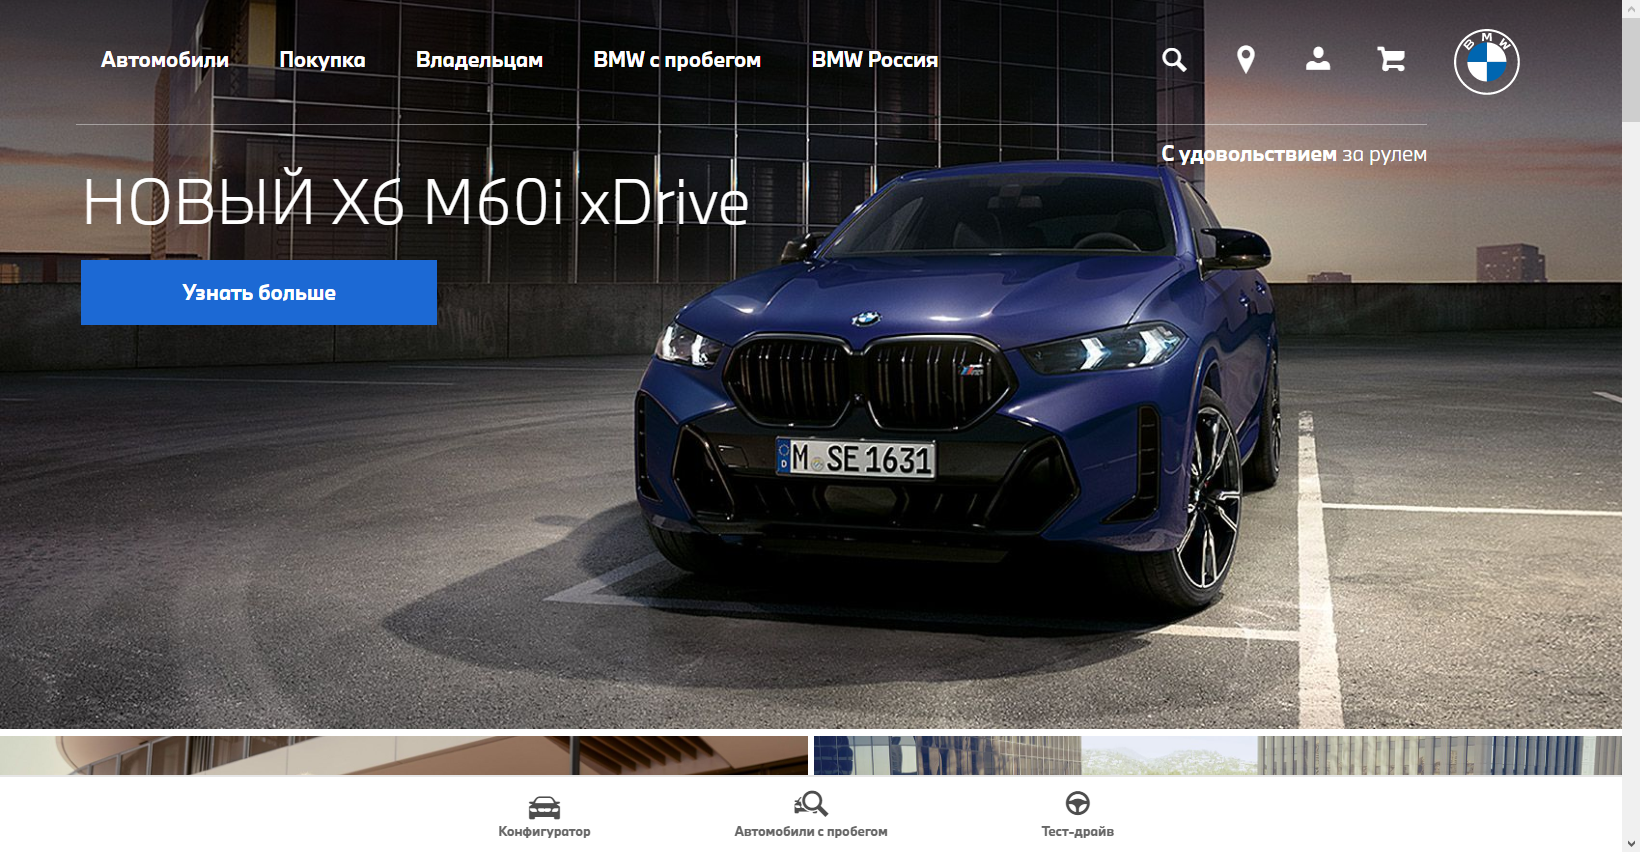 Автомобили Покупка Владельцам BMW с пробегом BMW Россия
BMW
С удовольствием за рулем
НОВЫЙ X6 M60i xDrive
Узнать больше
D M SE 1631
Конфигуратор Автомобили с пробегом Тест-драйв